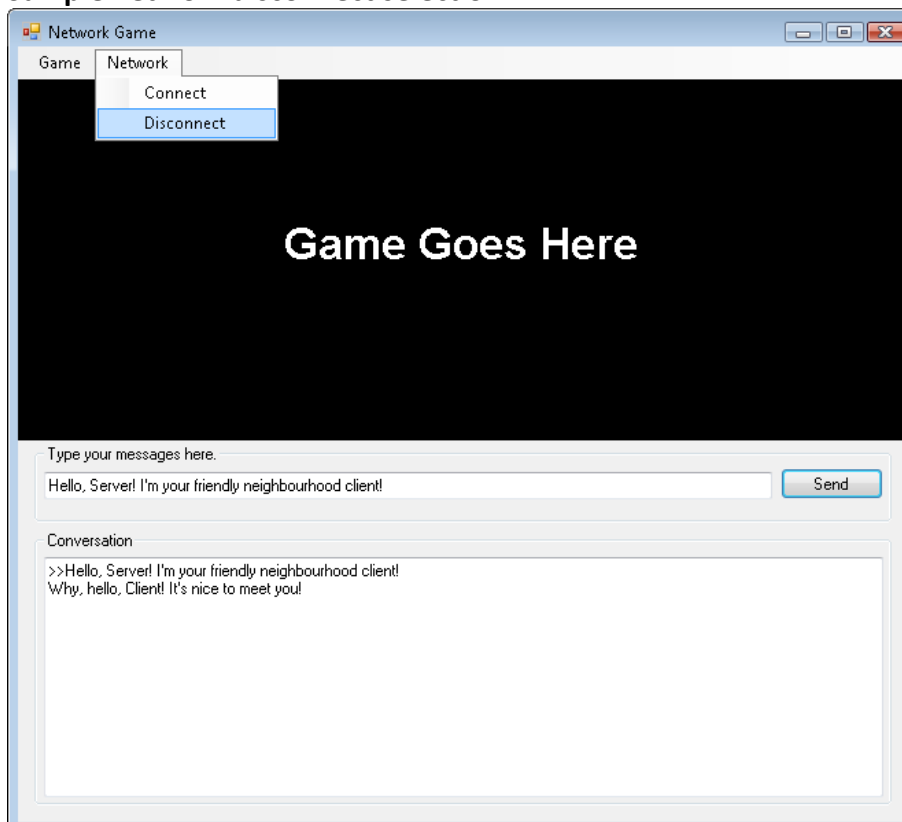 Network Game
Game Network
Connect
Disconnect
Game Goes Here
Type your messages here.
Hello, Server! I'm your friendly neighbourhood client!
Send
Conversation
>>Hello, Server! I'm your friendly neighbourhood client!
Why, hello, Client! It's nice to meet you!